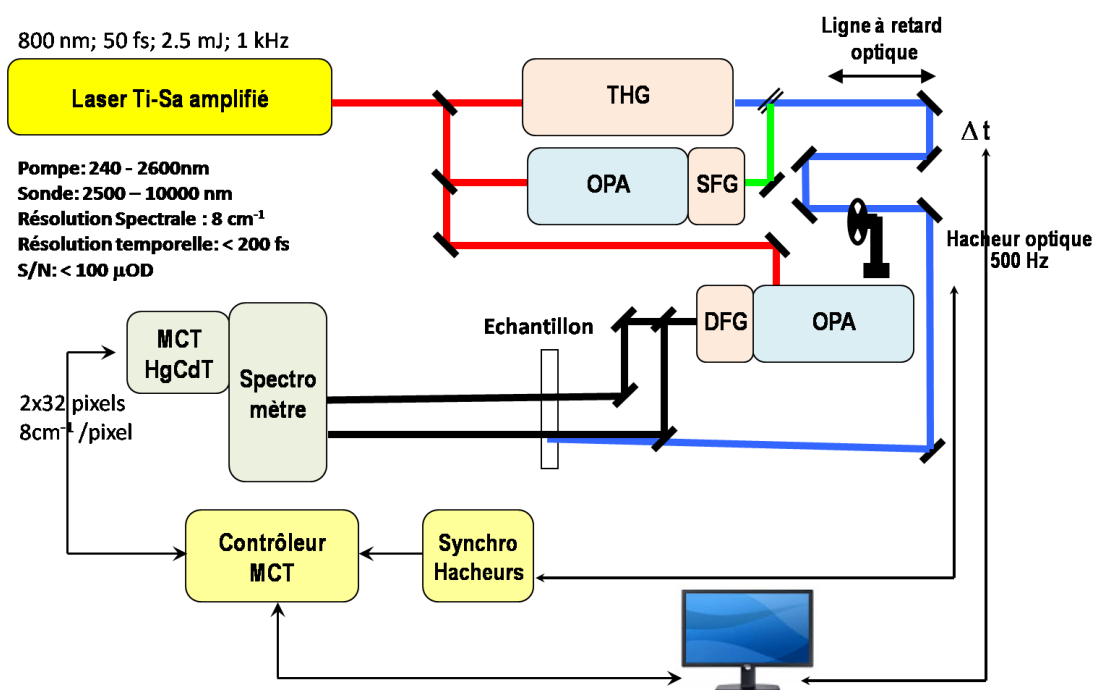 800 nm; 50 fs; 2.5 mJ; 1 kHz
Laser Ti-Sa amplifié
Pompe: 240 - 2600nm
Sonde: 2500 – 10000 nm
Résolution Spectrale : 8 cm-1
Résolution temporelle: < 200 fs
S/N: < 100 μOD
THG
OPA
SFG
Ligne à retard
optique
Δ t
Hacheur optique
500 Hz
DFG
OPA
Echantillon
MCT
HgCdT
Spectro
mètre
2x32 pixels
8cm-1 /pixel
Contrôleur
MCT
Synchro
Hacheurs